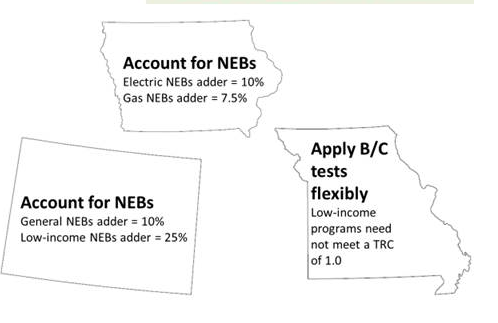 Account for NEBs
Electric NEBs adder = 10%
Gas NEBs adder = 7.5%
Account for NEBs
General NEBs adder = 10%
Low-income NEBs adder = 25%
Apply B/C
tests
flexibly
Low-income
programs need
not meet a TRC
of 1.0